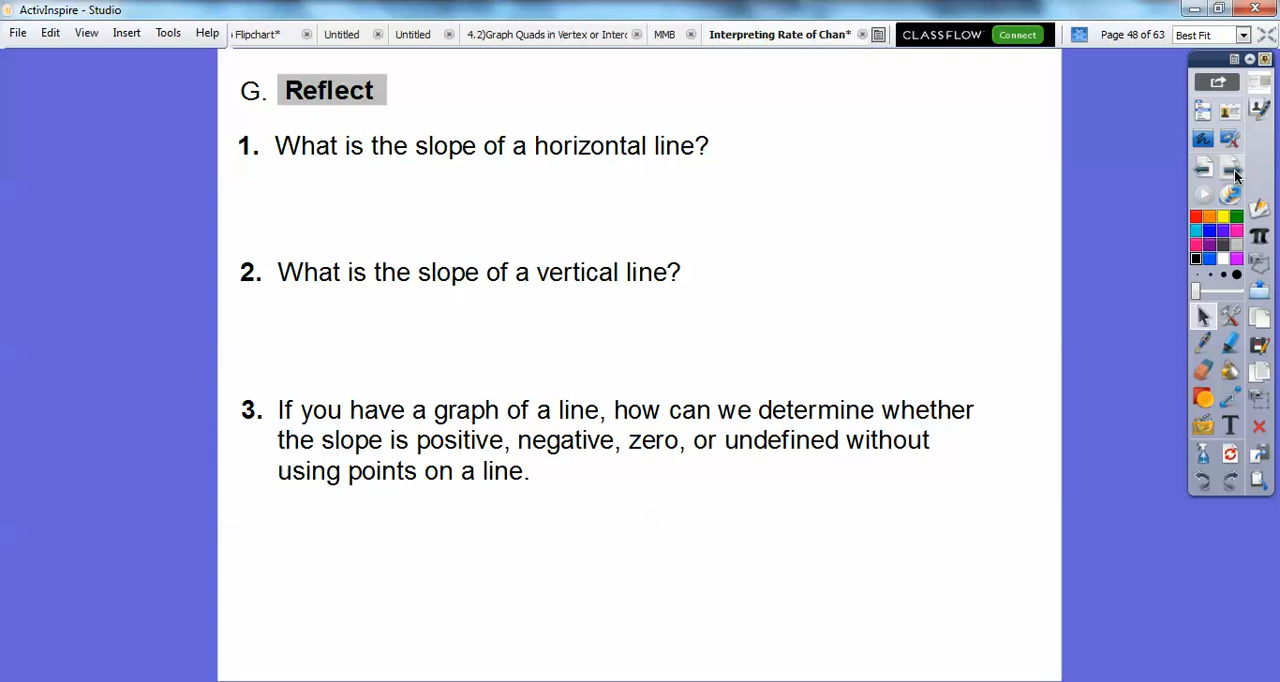 ActivInspire - Studio
File Edit View Insert Tools Help Flipchart* Untitled Untitled 4.2)Graph Quads in Vertex or Interc MMB Interpreting Rate of Chan* CLASSFLOW Connect Page 48 of 63 Best Fit
G. Reflect
1. What is the slope of a horizontal line?
2. What is the slope of a vertical line?
3. If you have a graph of a line, how can we determine whether
the slope is positive, negative, zero, or undefined without
using points on a line.